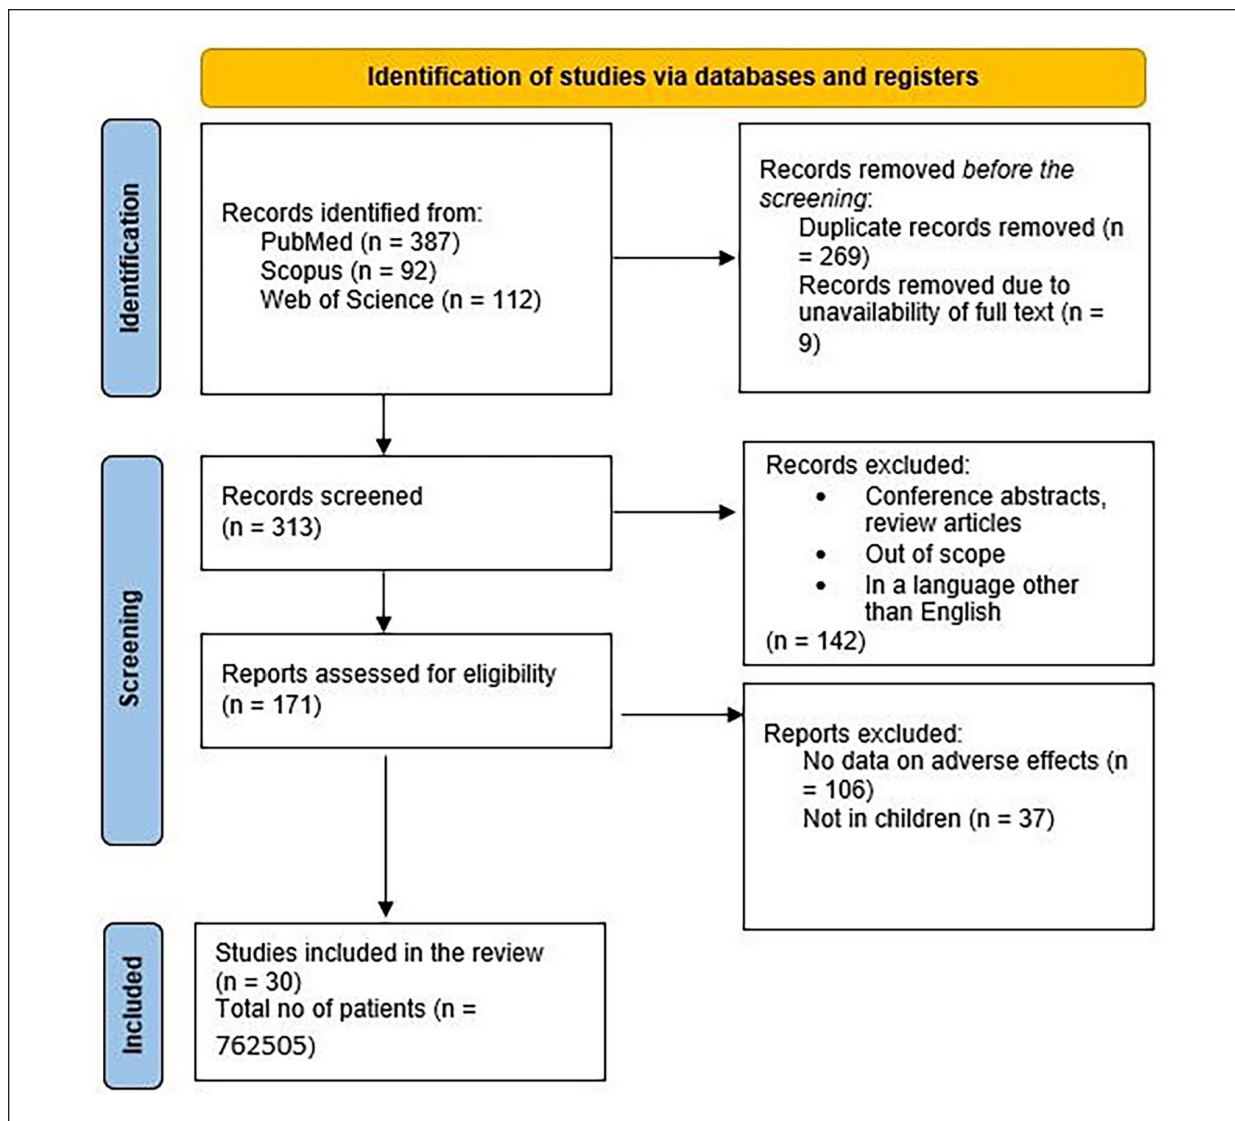 Identification of studies via databases and registers
Identification
Records identified from:
PubMed (n = 387)
Scopus (n = 92)
Web of Science (n = 112)
Records removed before the
screening:
Duplicate records removed (n
= 269)
Records removed due to
unavailability of full text (n =
9)
Screening
Records screened
(n = 313)
Records excluded:
• Conference abstracts,
review articles
• Out of scope
• In a language other
than English
(n = 142)
Reports assessed for eligibility
(n = 171)
Reports excluded:
No data on adverse effects (n
= 106)
Not in children (n = 37)
Included
Studies included in the review
(n = 30)
Total no of patients (n =
762505)